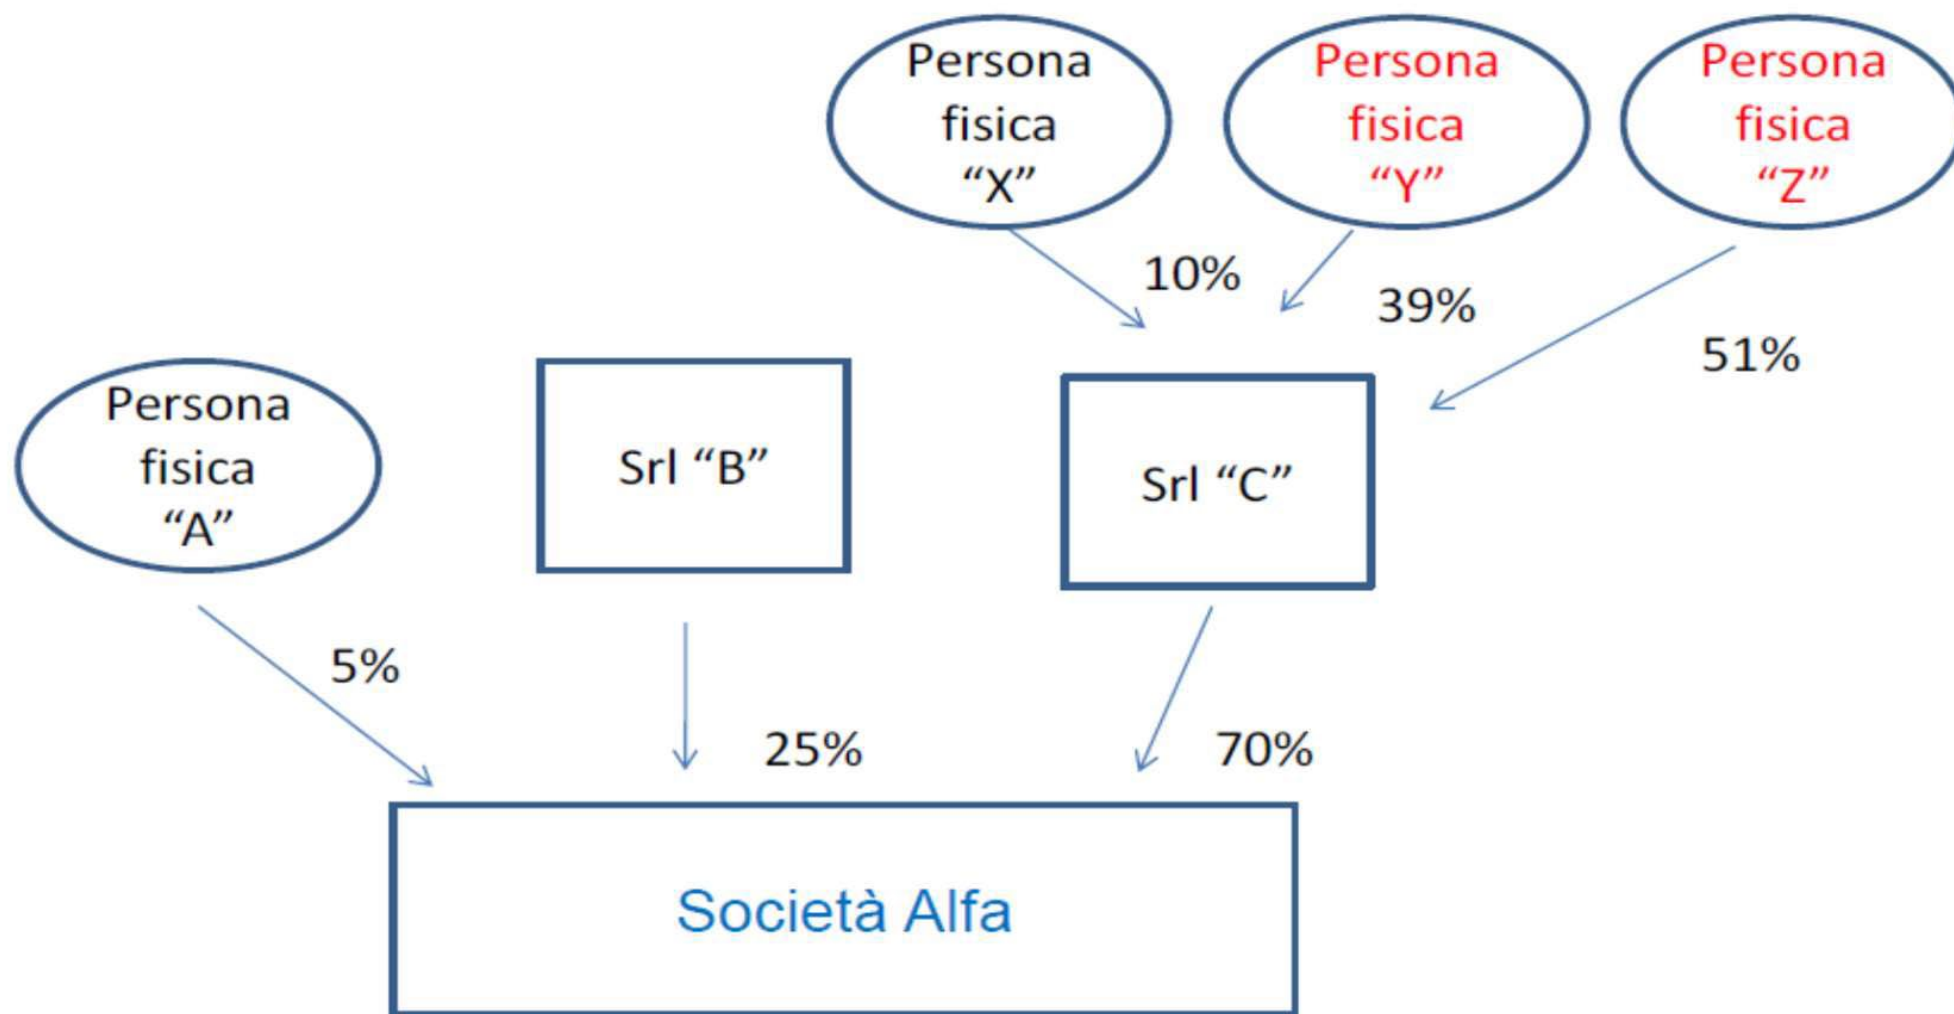 Persona
fisica
“X”
Persona
fisica
“Y”
Persona
fisica
“Z”
10%
39%
51%
Persona
fisica
“A”
Srl “B”
Srl “C”
5%
25%
70%
Società Alfa